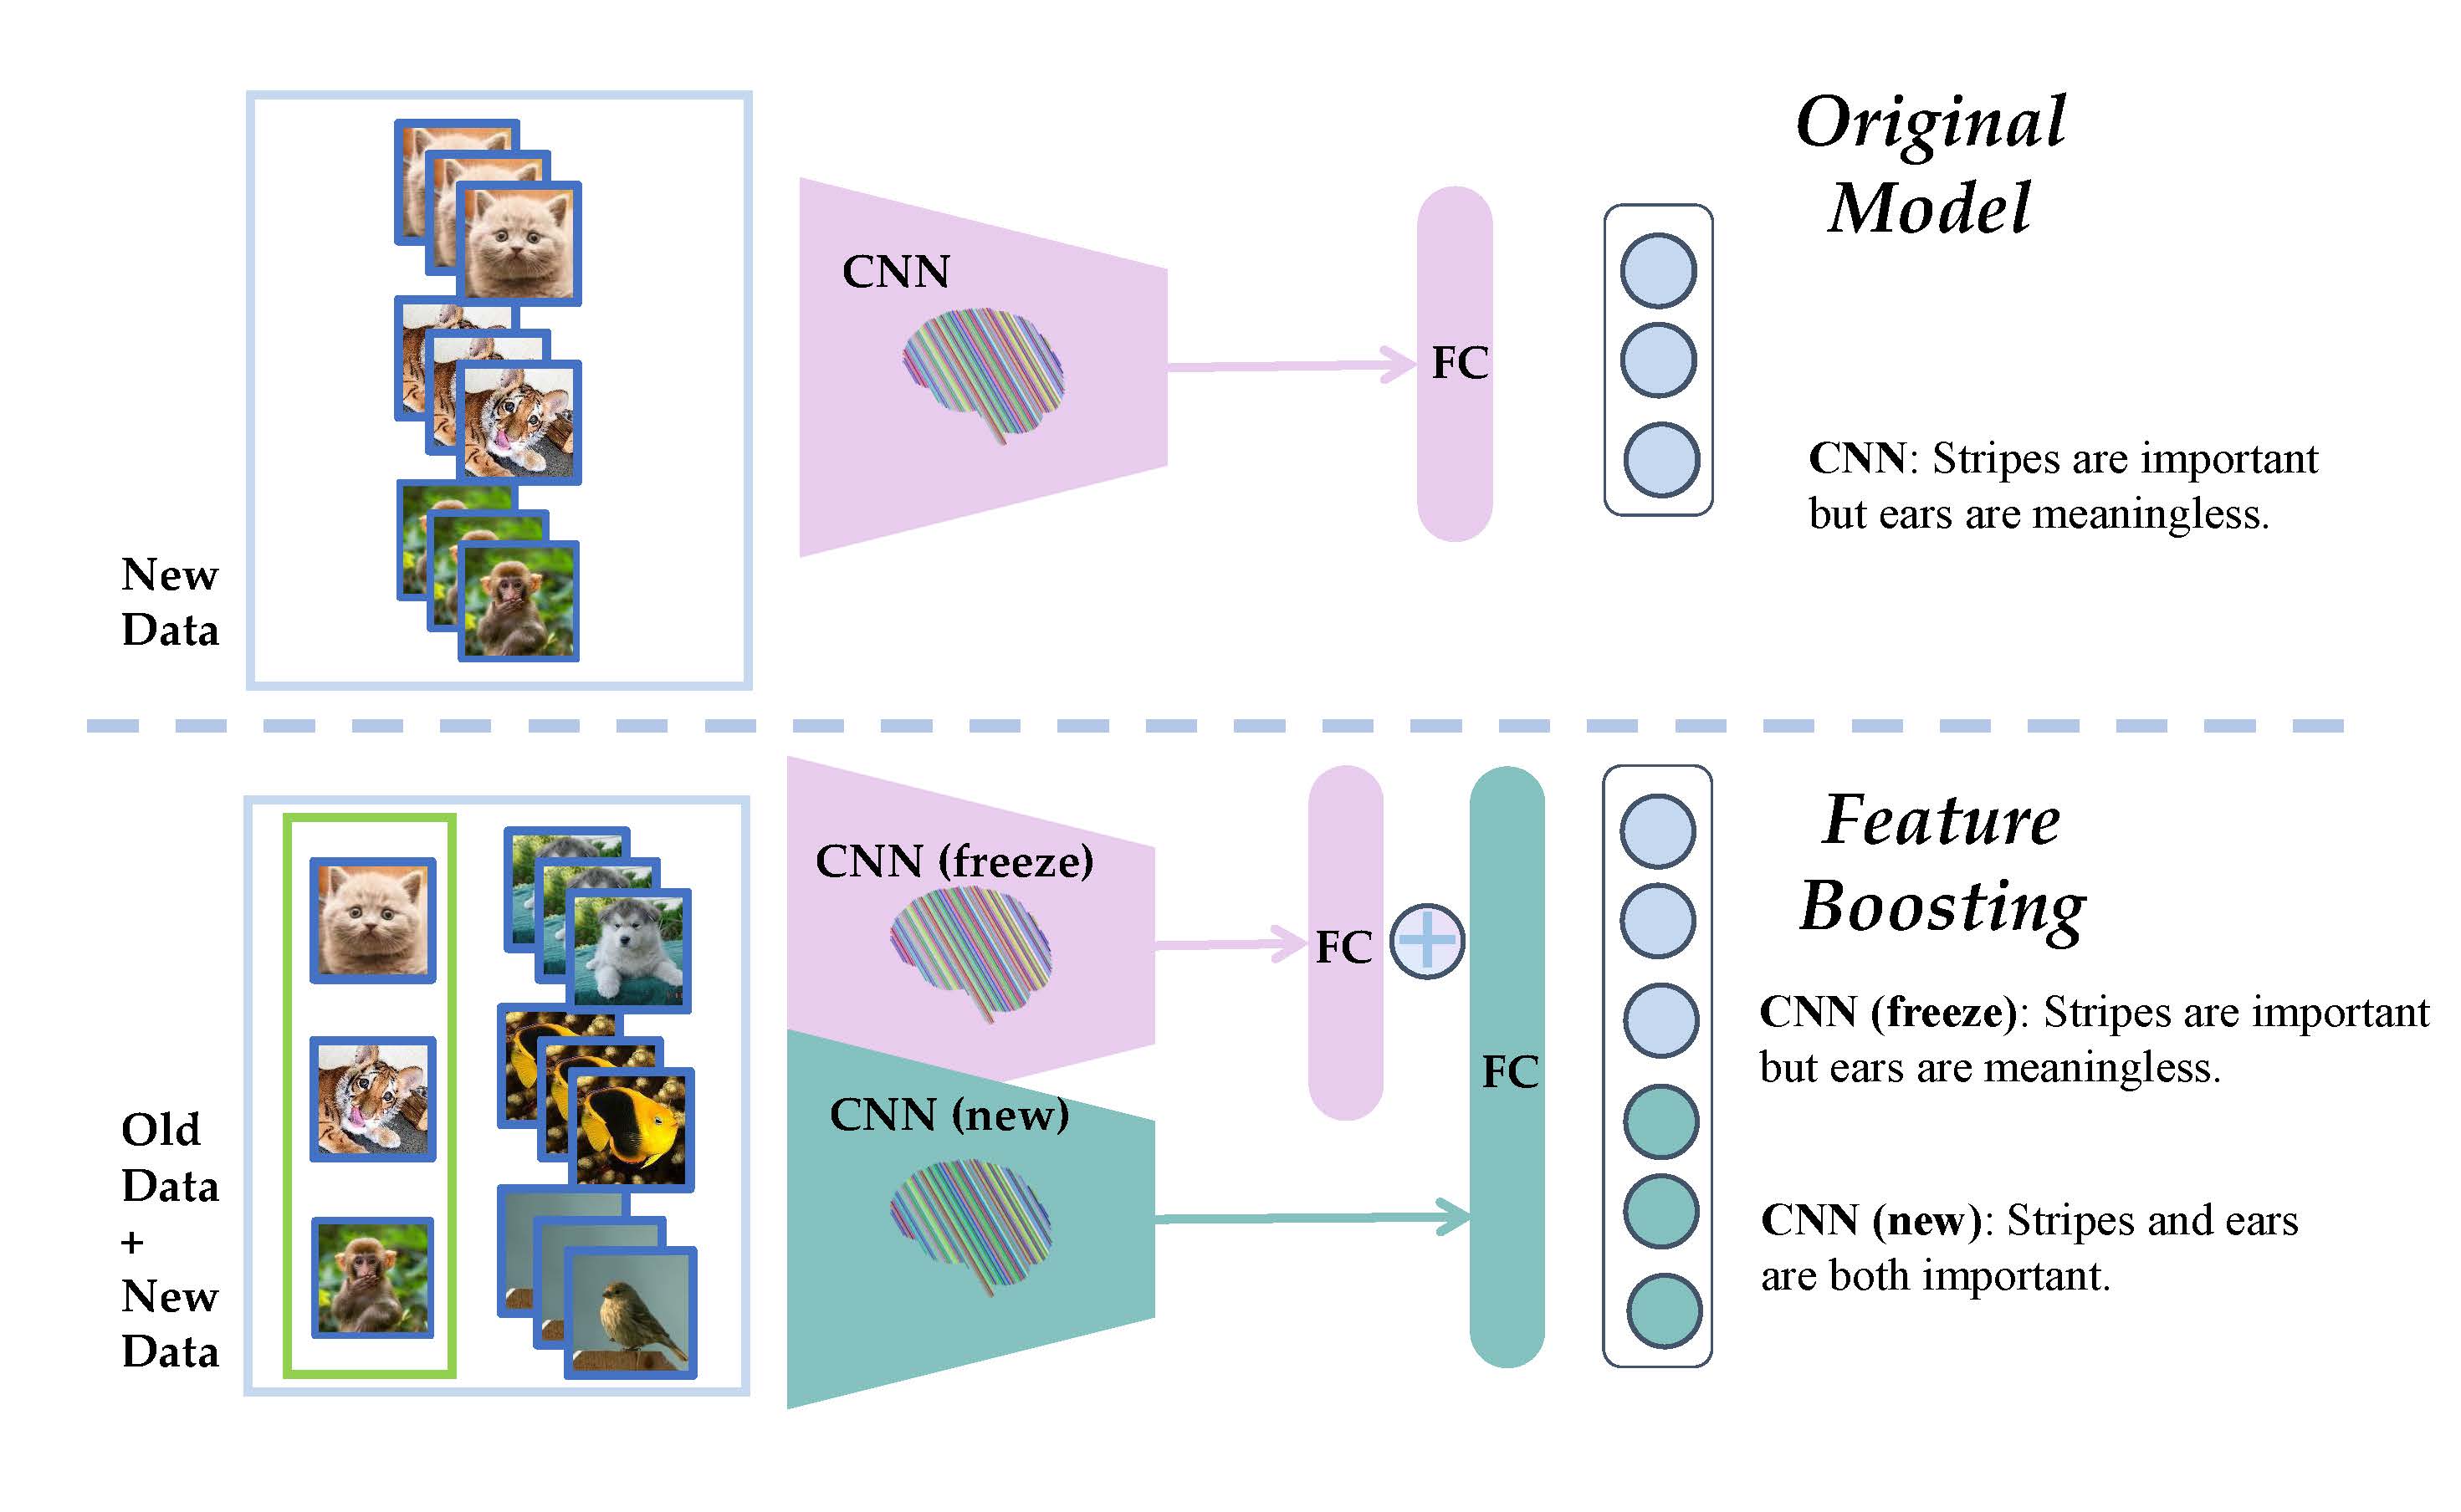 Original
Model
CNN
FC
CNN: Stripes are important
but ears are meaningless.
New
Data
Feature
Boosting
CNN (freeze)
FC
FC
CNN (freeze): Stripes are important
but ears are meaningless.
CNN (new)
Old
Data
+
New
Data
CNN (new): Stripes and ears
are both important.